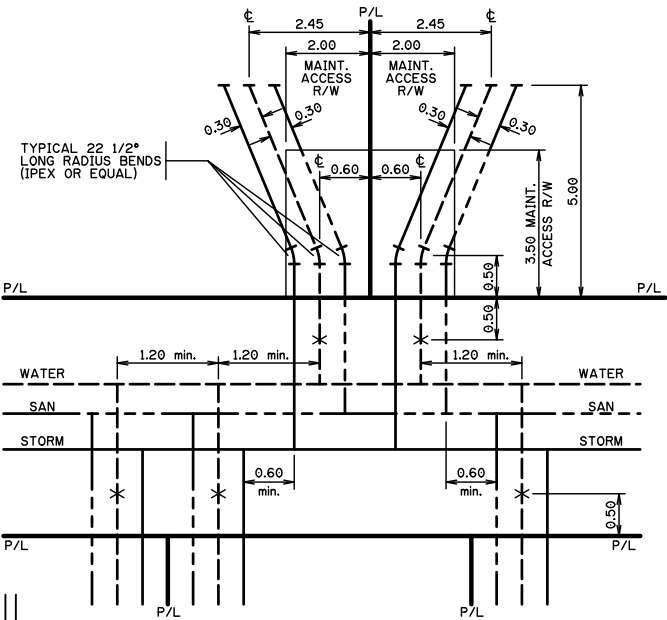 ℄ 2.45 P/L 2.45 ℄
2.00 2.00
MAINT. MAINT.
ACCESS ACCESS
R/W R/W
0.30 0.30 0.30 0.30
TYPICAL 22 1/2°
LONG RADIUS BENDS
(IPEX OR EQUAL)
℄ 0.60 0.60 ℄
3.50 MAINT.
ACCESS R/W
5.00
0.50
P/L P/L
0.50
1.20 min. 1.20 min. 1.20 min.
WATER WATER
SAN SAN
STORM STORM
0.60 0.60
min. min.
0.50
P/L P/L
P/L P/L